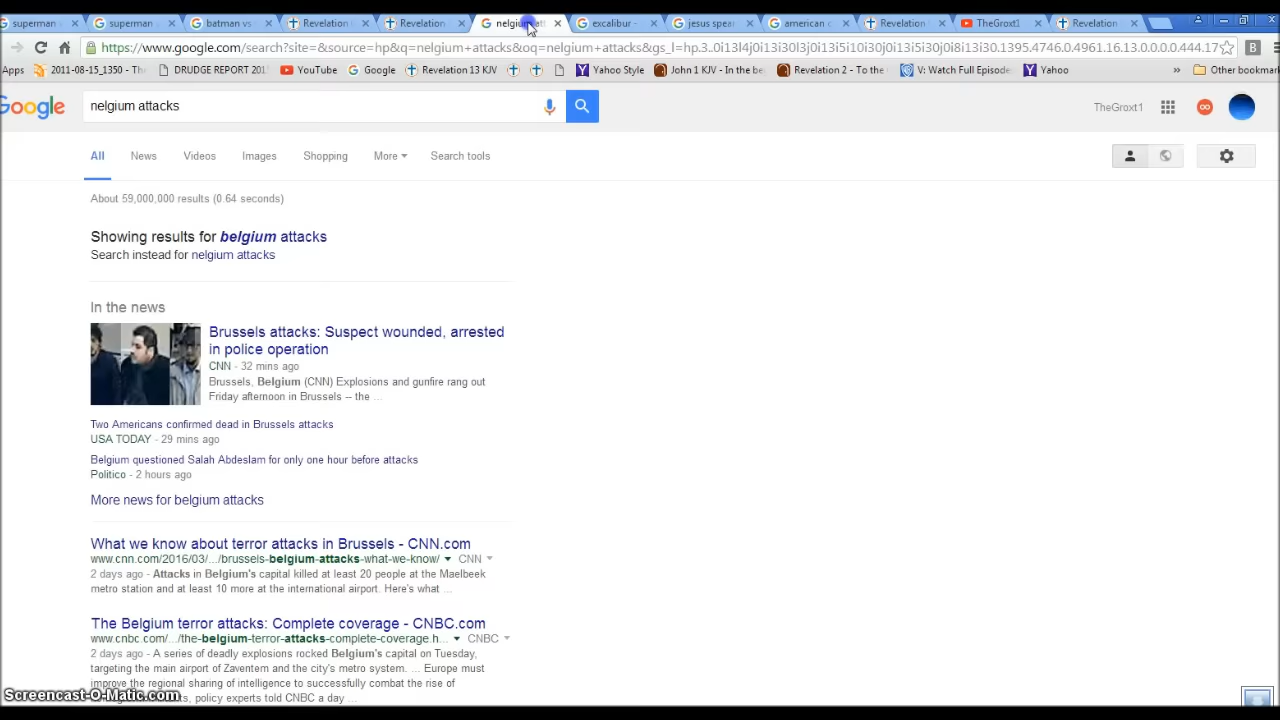 superman
superman
batman vs
Revelation
Revelation
nelgium att
excalibur -
jesus spear
american c
Revelation
TheGroxt1
Revelation
https://www.google.com/search?site=&source=hp&q=nelgium+attacks&oq=nelgium+attacks&gs_l=hp.3..0i13l4j0i13i30l3j0i13i5i10i30j0i13i5i30j0i8i13i30.1395.4746.0.4961.16.13.0.0.0.0.444.17
Apps 2011-08-15_1350 - Th DRUDGE REPORT 201 YouTube Google Revelation 13 KJV Yahoo Style John 1 KJV - In the be Revelation 2 - To the V: Watch Full Episode Yahoo » Other bookmar
B
Google
nelgium attacks
TheGroxt1
All News Videos Images Shopping More Search tools
About 59,000,000 results (0.64 seconds)
Showing results for belgium attacks
Search instead for nelgium attacks
In the news
Brussels attacks: Suspect wounded, arrested
in police operation
CNN - 32 mins ago
Brussels, Belgium (CNN) Explosions and gunfire rang out
Friday afternoon in Brussels – the ...
Two Americans confirmed dead in Brussels attacks
USA TODAY - 29 mins ago
Belgium questioned Salah Abdeslam for only one hour before attacks
Politico - 2 hours ago
More news for belgium attacks
What we know about terror attacks in Brussels - CNN.com
www.cnn.com/2016/03/.../brussels-belgium-attacks-what-we-know/ CNN
2 days ago - Attacks in Belgium's capital killed at least 20 people at the Maelbeek
metro station and at least 10 more at the international airport. Here's what ...
The Belgium terror attacks: Complete coverage - CNBC.com
www.cnbc.com/.../the-belgium-terror-attacks-complete-coverage.h... CNBC
2 days ago - A series of deadly explosions rocked Belgium's capital on Tuesday,
targeting the main airport of Zaventem and the city's metro system. ... Europe must
improve the regional sharing of intelligence to successfully combat the rise of
, policy experts told CNBC a day ...
Screencast-O-Matic.com